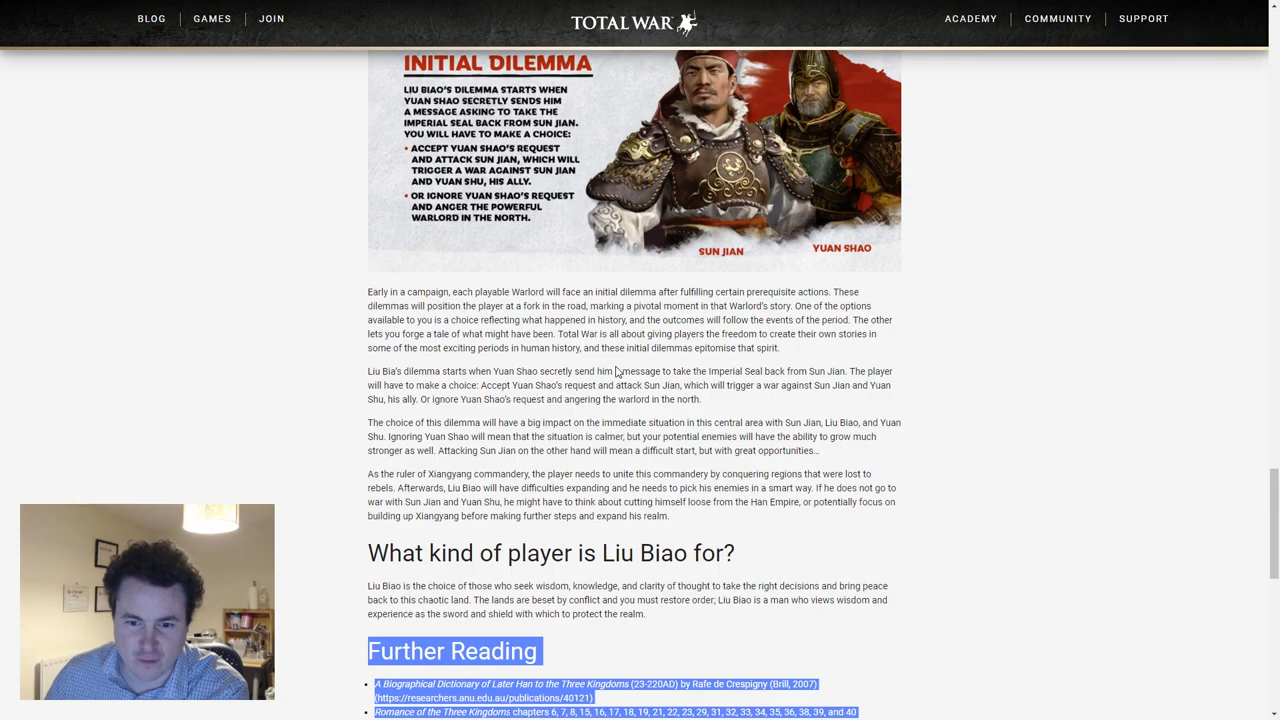 BLOG GAMES JOIN TOTAL WAR ACADEMY COMMUNITY SUPPORT
INITIAL DILEMMA
LIU BIAO'S DILEMMA STARTS WHEN
YUAN SHAO SECRETLY SENDS HIM
A MESSAGE ASKING TO TAKE THE
IMPERIAL SEAL BACK FROM SUN JIAN.
YOU WILL HAVE TO MAKE A CHOICE:
• ACCEPT YUAN SHAO'S REQUEST
AND ATTACK SUN JIAN, WHICH WILL
TRIGGER A WAR AGAINST SUN JIAN
AND YUAN SHU, HIS ALLY.
• OR IGNORE YUAN SHAO'S REQUEST
AND ANGER THE POWERFUL
WARLORD IN THE NORTH.
SUN JIAN
YUAN SHAO
Early in a campaign, each playable Warlord will face an initial dilemma after fulfilling certain prerequisite actions. These
dilemmas will position the player at a fork in the road, marking a pivotal moment in that Warlord's story. One of the options
available to you is a choice reflecting what happened in history, and the outcomes will follow the events of the period. The other
lets you forge a tale of what might have been. Total War is all about giving players the freedom to create their own stories in
some of the most exciting periods in human history, and these initial dilemmas epitomise that spirit.
Liu Bia's dilemma starts when Yuan Shao secretly send him message to take the Imperial Seal back from Sun Jian. The player
will have to make a choice: Accept Yuan Shao's request and attack Sun Jian, which will trigger a war against Sun Jian and Yuan
Shu, his ally. Or ignore Yuan Shao's request and angering the warlord in the north.
The choice of this dilemma will have a big impact on the immediate situation in this central area with Sun Jian, Liu Biao, and Yuan
Shu. Ignoring Yuan Shao will mean that the situation is calmer, but your potential enemies will have the ability to grow much
stronger as well. Attacking Sun Jian on the other hand will mean a difficult start, but with great opportunities…
As the ruler of Xiangyang commandery, the player needs to unite this commandery by conquering regions that were lost to
rebels. Afterwards, Liu Biao will have difficulties expanding and he needs to pick his enemies in a smart way. If he does not go to
war with Sun Jian and Yuan Shu, he might have to think about cutting himself loose from the Han Empire, or potentially focus on
building up Xiangyang before making further steps and expand his realm.
What kind of player is Liu Biao for?
Liu Biao is the choice of those who seek wisdom, knowledge, and clarity of thought to take the right decisions and bring peace
back to this chaotic land. The lands are beset by conflict and you must restore order; Liu Biao is a man who views wisdom and
experience as the sword and shield with which to protect the realm.
Further Reading
• A Biographical Dictionary of Later Han to the Three Kingdoms (23-220AD) by Rafe de Crespigny (Brill, 2007)
(https://researchers.anu.edu.au/publications/40121)
• Romance of the Three Kingdoms chapters 6, 7, 8, 15, 16, 17, 18, 19, 21, 22, 23, 29, 31, 32, 33, 34, 35, 36, 38, 39, and 40